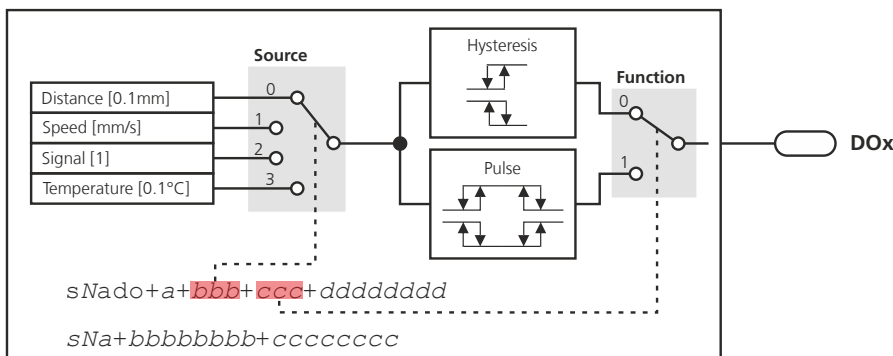 Source
Hysteresis
Function
Distance [0.1mm]
Speed [mm/s]
Signal [1]
Temperature [0.1°C]
0
1
2
3
Pulse
0
1
DOx
sNado+a+bbb+ccc+dddddddd
sNa+bbbbbbbb+cccccccc